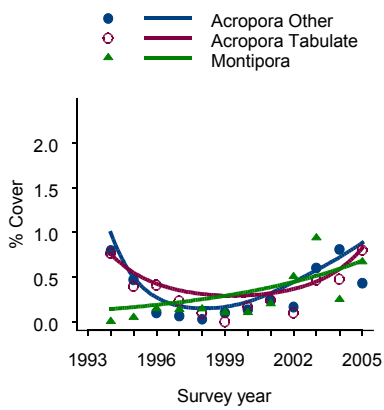 Acropora Other
Acropora Tabulate
Montipora
% Cover
2.0
1.5
1.0
0.5
0.0
1993 1996 1999 2002 2005
Survey year